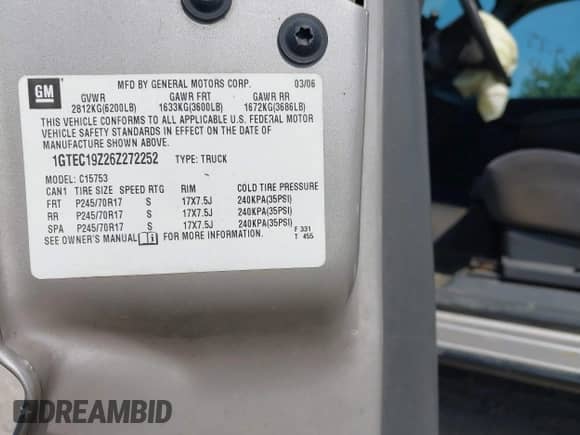 GM
MFD BY GENERAL MOTORS CORP. 03/06
GVWR GAWR FRT GAWR RR
2812KG(6200LB) 1633KG(3600LB) 1672KG(3686LB)
THIS VEHICLE CONFORMS TO ALL APPLICABLE U.S. FEDERAL MOTOR
VEHICLE SAFETY STANDARDS IN EFFECT ON THE DATE OF
MANUFACTURE SHOWN ABOVE.
1GTEC19Z26Z272252 TYPE: TRUCK
MODEL: C15753
CAN1 TIRE SIZE SPEED RTG RIM COLD TIRE PRESSURE
FRT P245/70R17 S 17X7.5J 240KPA(35PSI)
RR P245/70R17 S 17X7.5J 240KPA(35PSI)
SPA P245/70R17 S 17X7.5J 240KPA(35PSI)
SEE OWNER'S MANUAL FOR MORE INFORMATION. F 331
T 455
DREAMBID